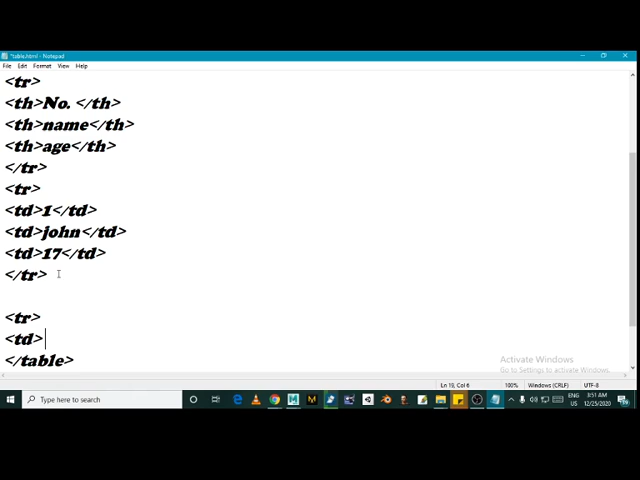 *table.html - Notepad
File Edit Format View Help
<tr>
<th>No. </th>
<th>name</th>
<th>age</th>
</tr>
<tr>
<td>1</td>
<td>john</td>
<td>17</td>
</tr>
<tr>
<td>
</table>
Activate Windows
Go to Settings to activate Windows.
Ln 19, Col 6 100% Windows (CRLF) UTF-8
Type here to search
ENG 3:51 AM
US 12/25/2020